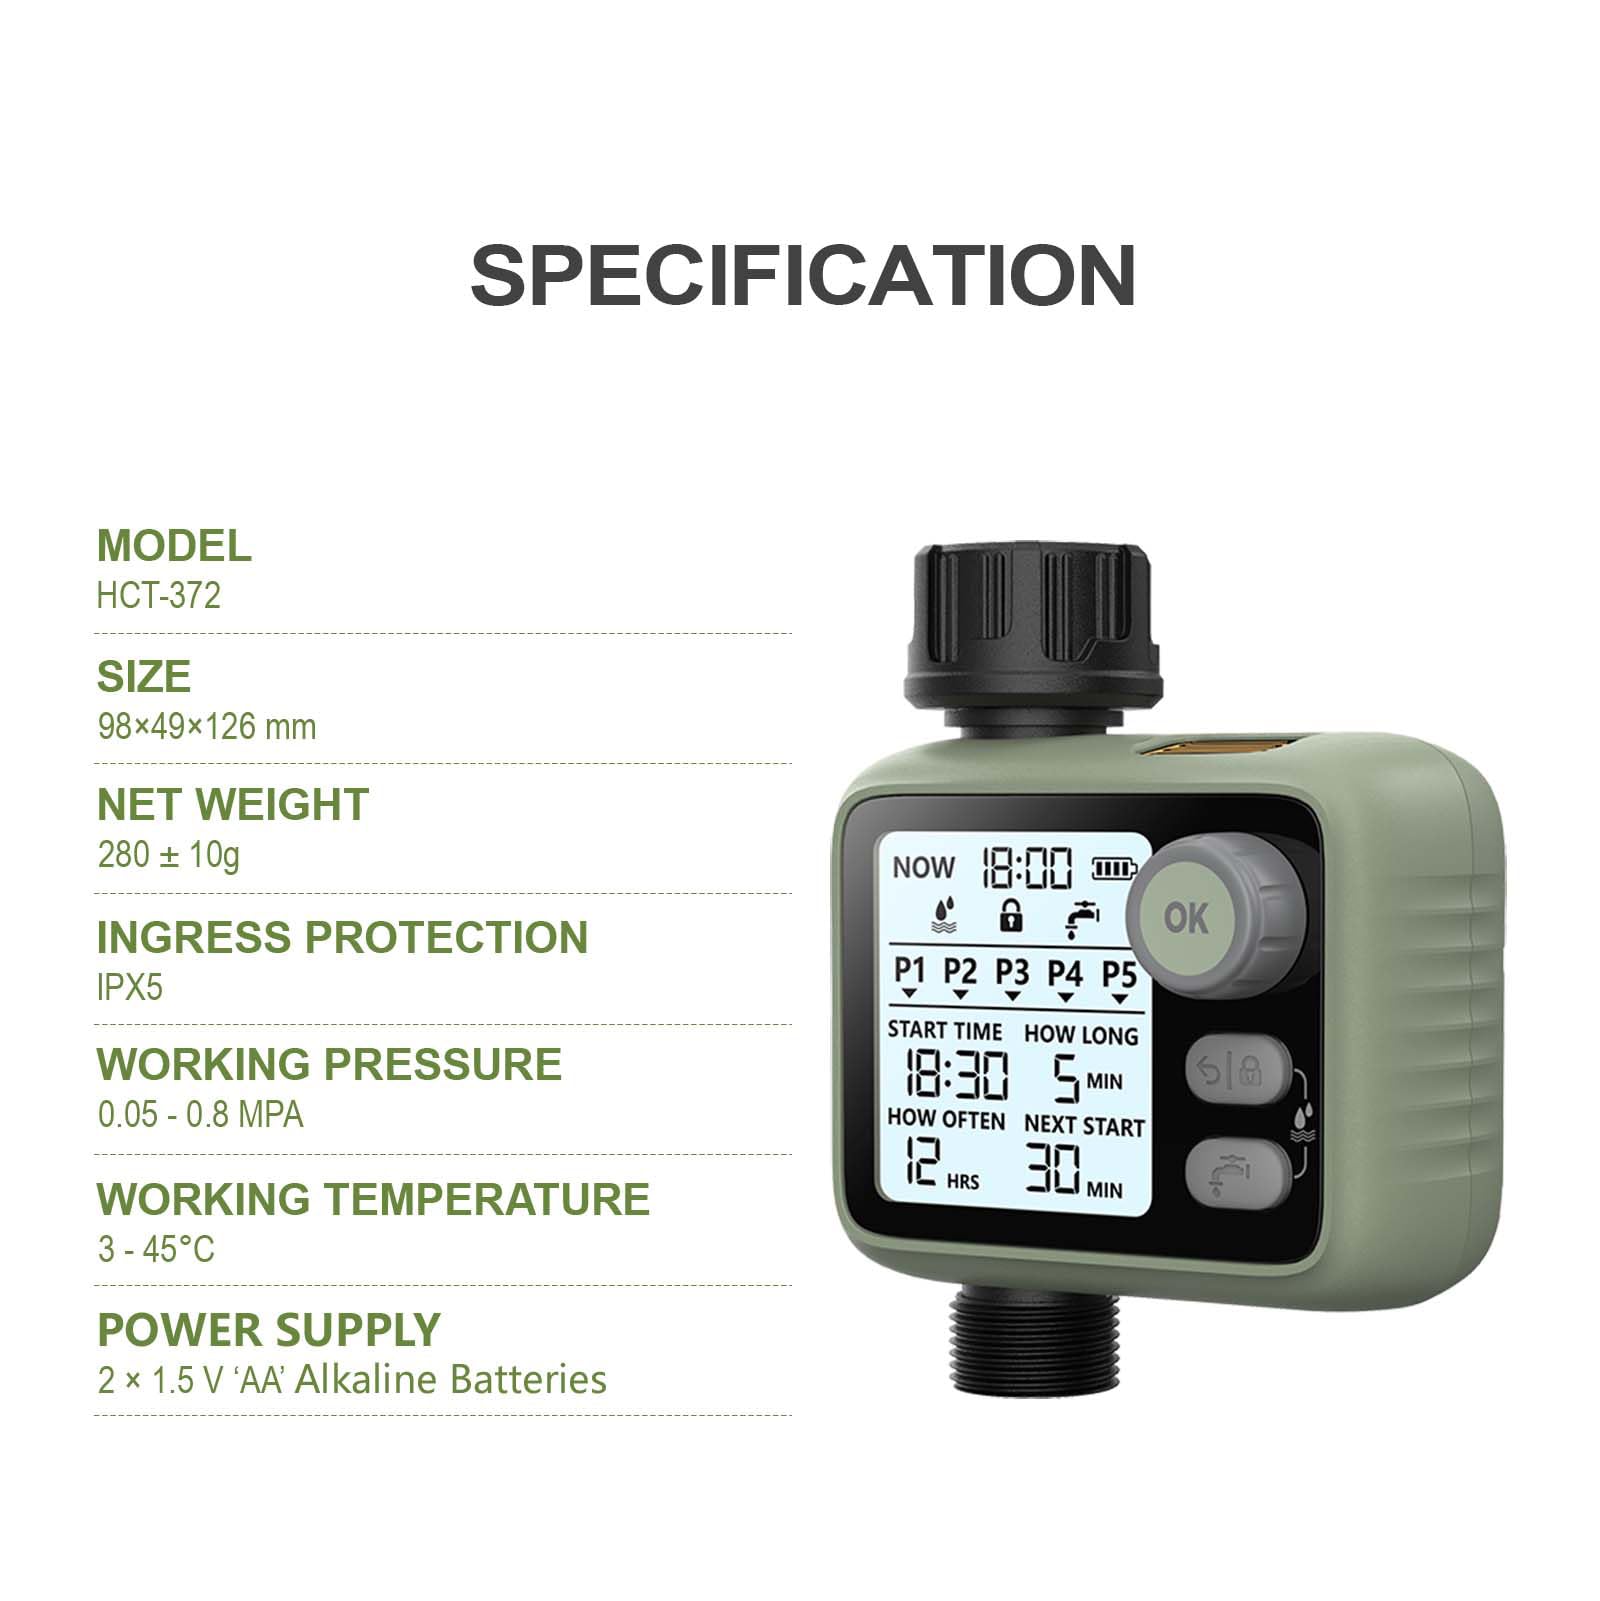 SPECIFICATION
MODEL
HCT-372
SIZE
98×49×126 mm
NET WEIGHT
280 ± 10g
INGRESS PROTECTION
IPX5
WORKING PRESSURE
0.05 - 0.8 MPA
WORKING TEMPERATURE
3 - 45°C
POWER SUPPLY
2 × 1.5 V ‘AA’ Alkaline Batteries
NOW 18:00
OK
P1 P2 P3 P4 P5
START TIME HOW LONG
18:30 5 MIN
HOW OFTEN NEXT START
12 HRS 30 MIN